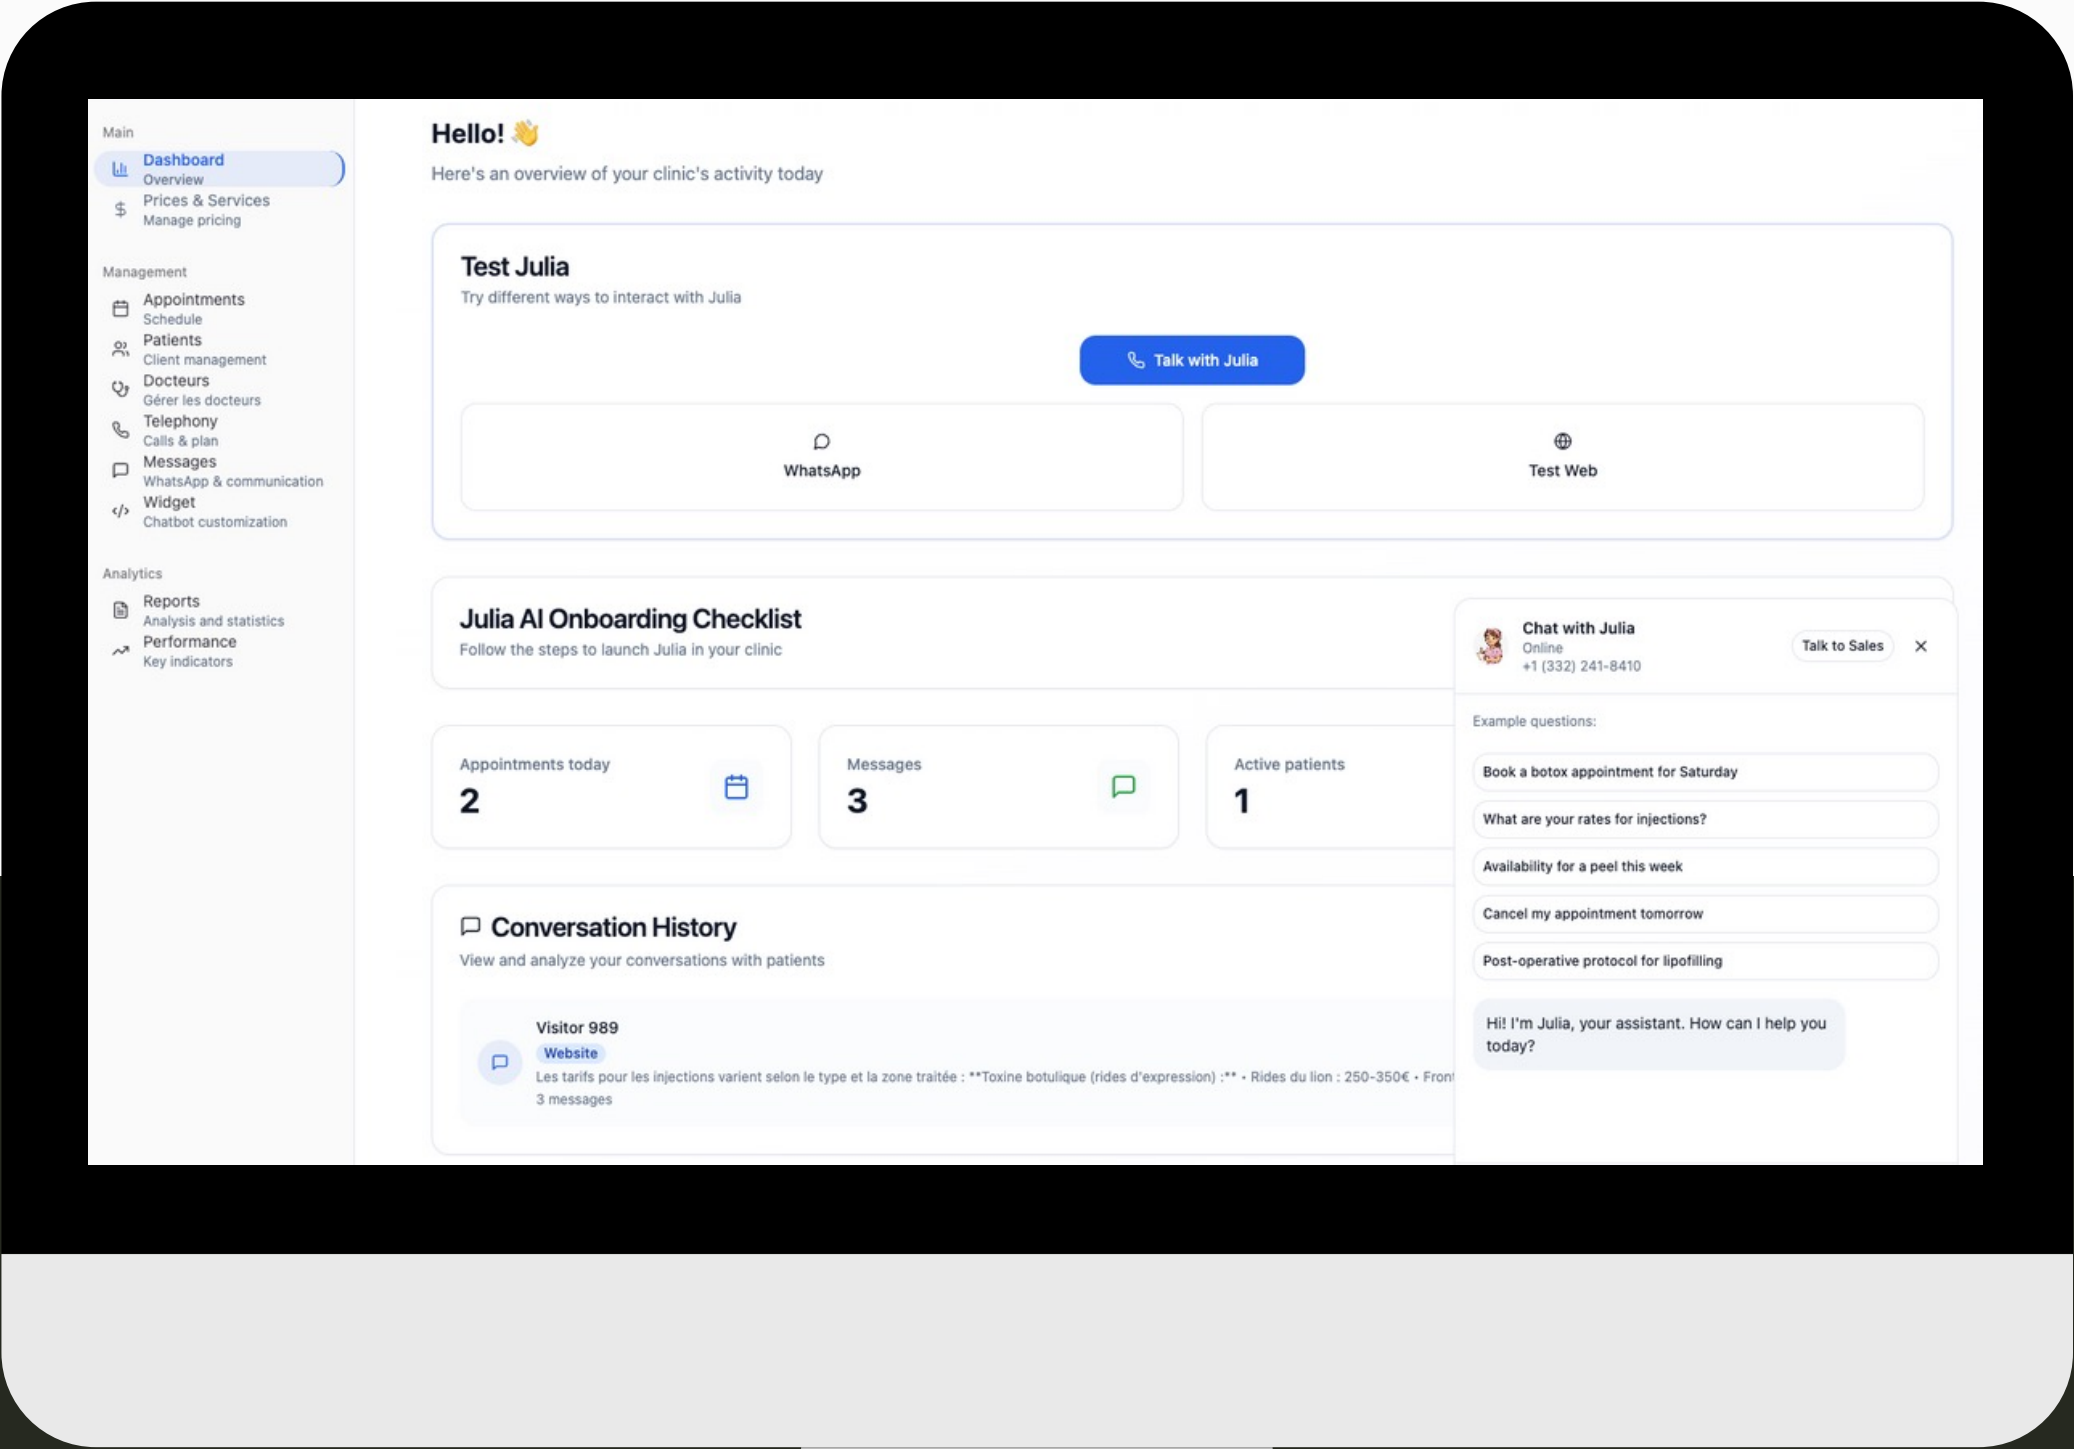 Main
Dashboard
Overview
Prices & Services
Manage pricing
Management
Appointments
Schedule
Patients
Client management
Docteurs
Gérer les docteurs
Telephony
Calls & plan
Messages
WhatsApp & communication
Widget
Chatbot customization
Analytics
Reports
Analysis and statistics
Performance
Key indicators
Hello! 👋
Here's an overview of your clinic's activity today
Test Julia
Try different ways to interact with Julia
Talk with Julia
WhatsApp
Test Web
Julia AI Onboarding Checklist
Follow the steps to launch Julia in your clinic
Appointments today
2
Messages
3
Active patients
1
Conversation History
View and analyze your conversations with patients
Visitor 989
Website
Les tarifs pour les injections varient selon le type et la zone traitée : **Toxine botulique (rides d'expression) :** • Rides du lion : 250-350€ • Front
3 messages
Chat with Julia
Online
+1 (332) 241-8410
Talk to Sales
Example questions:
Book a botox appointment for Saturday
What are your rates for injections?
Availability for a peel this week
Cancel my appointment tomorrow
Post-operative protocol for lipofilling
Hi! I'm Julia, your assistant. How can I help you
today?